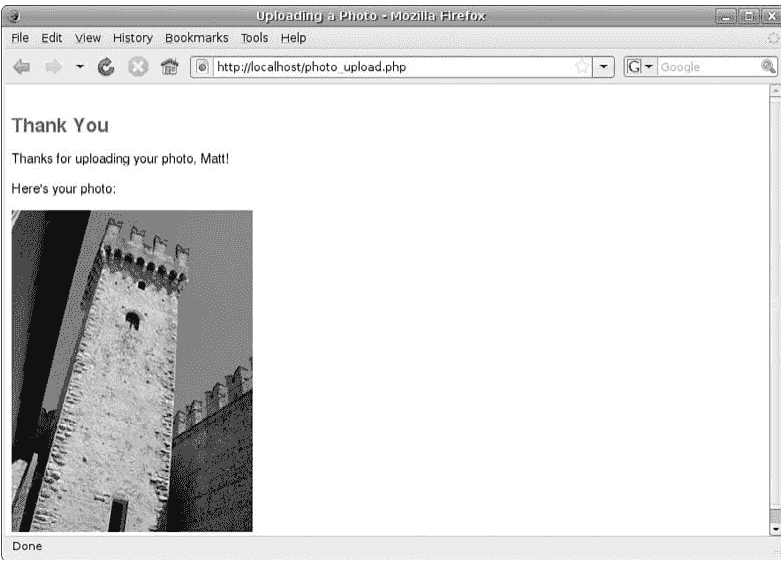 Uploading a Photo - Mozilla Firefox
File Edit View History Bookmarks Tools Help
http://localhost/photo_upload.php G Google
Thank You
Thanks for uploading your photo, Matt!
Here's your photo:
Done